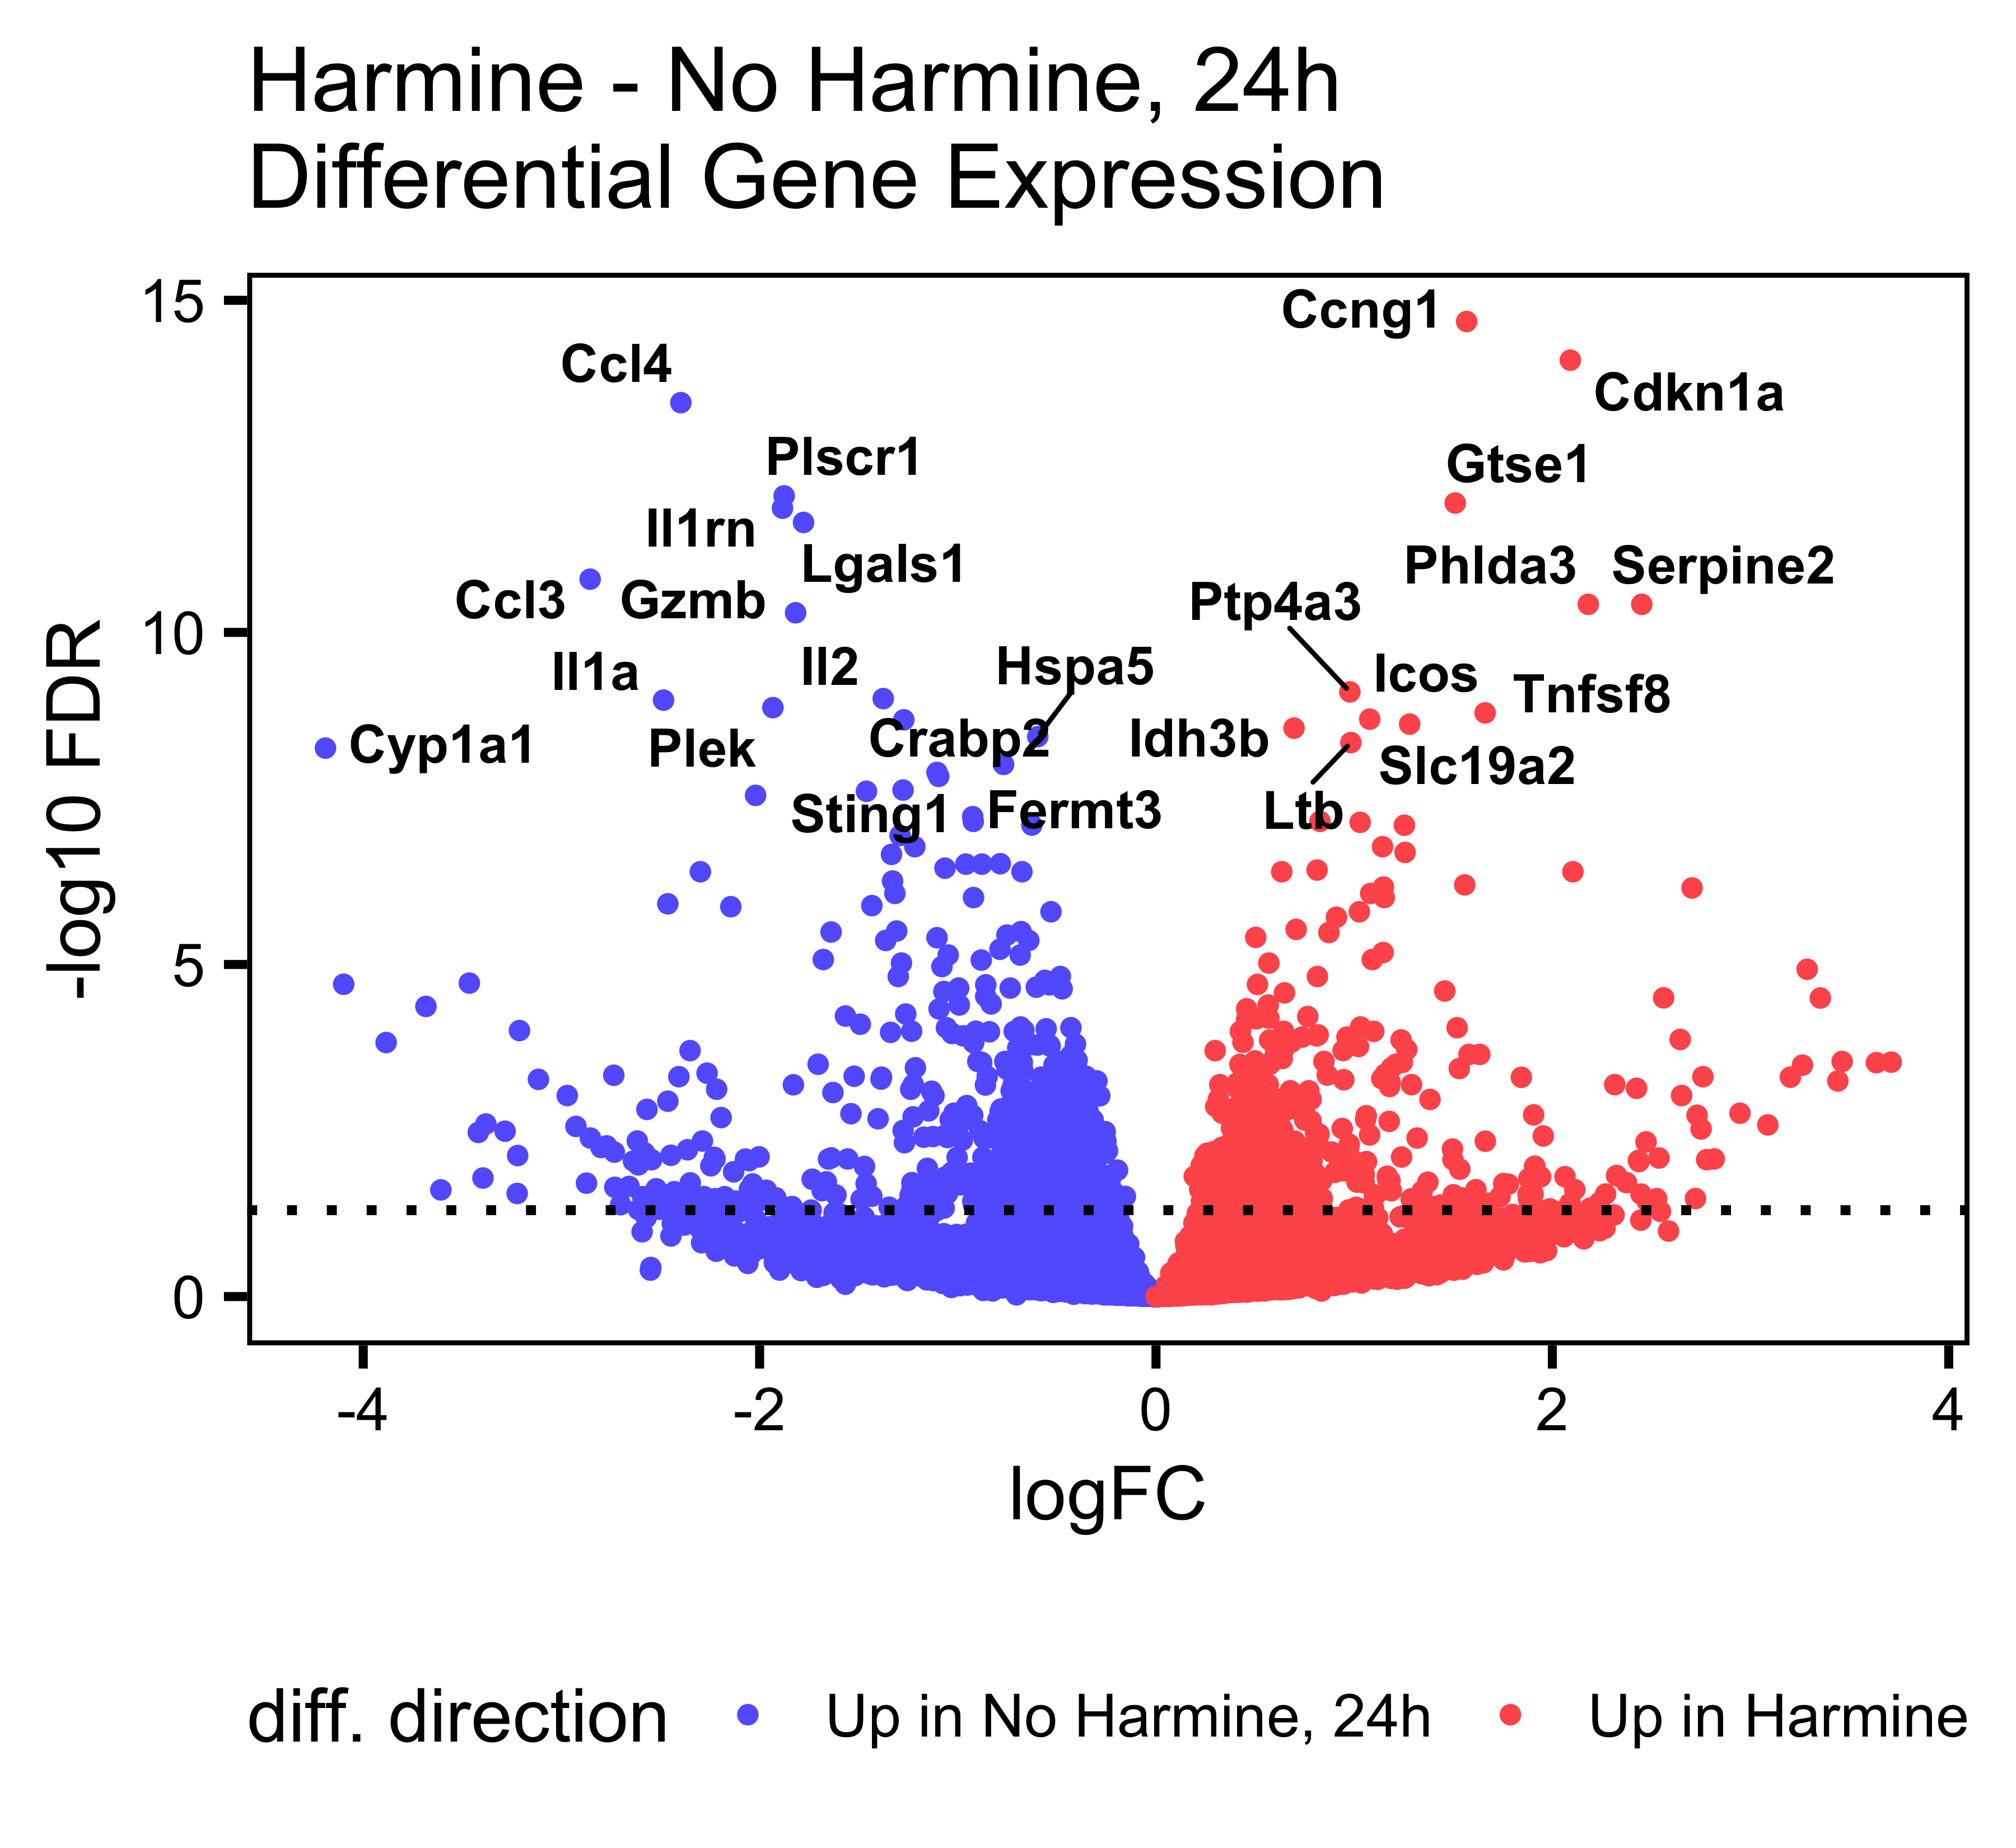 Harmine - No Harmine, 24h
Differential Gene Expression
-log10 FDR
15
10
5
0
Ccng1
Ccl4
Cdkn1a
Plscr1
Gtse1
Il1rn
Lgals1
Phlda3
Serpine2
Ccl3
Gzmb
Ptp4a3
Il1a
Il2
Hspa5
Icos
Tnfsf8
Cyp1a1
Plek
Crabp2
Idh3b
Slc19a2
Sting1
Fermt3
Ltb
-4
-2
0
2
4
logFC
diff. direction
Up in No Harmine, 24h
Up in Harmine